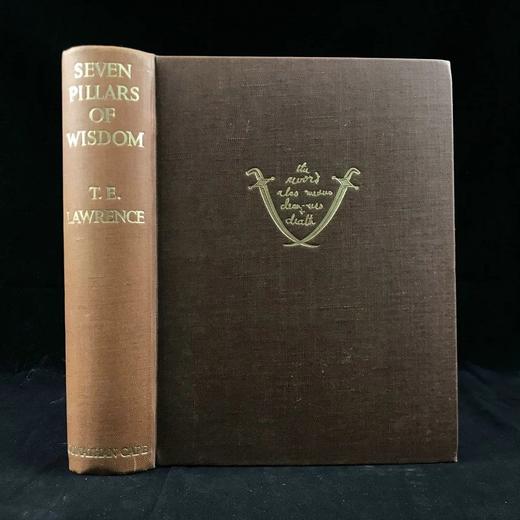 SEVEN
PILLARS
OF
WISDOM
T. E.
LAWRENCE
JONATHAN CAPE
the
sword
also means
clean-ness
+
death